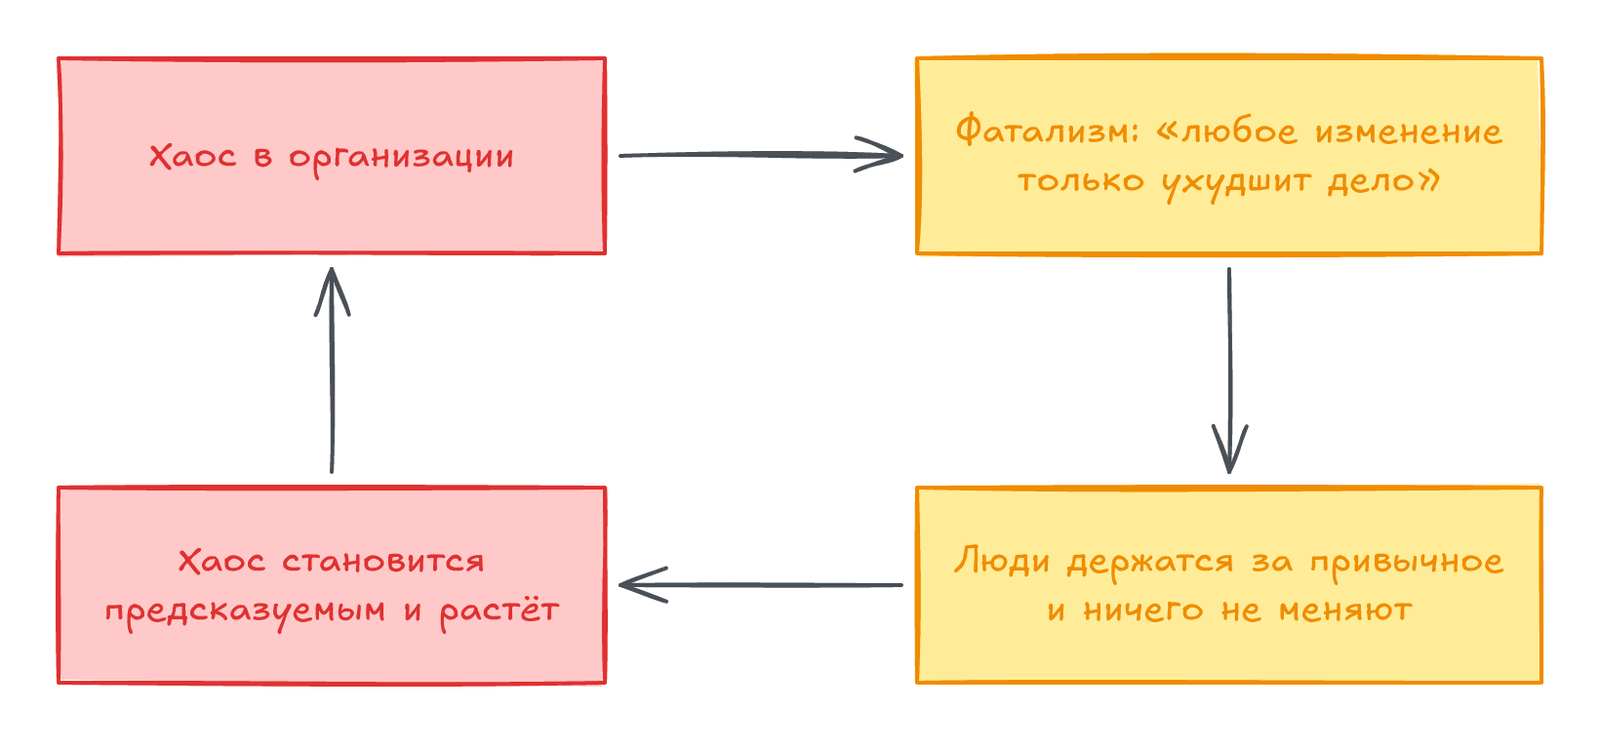 Хаос в организации
Фатализм: «любое изменение
только ухудшит дело»
Люди держатся за привычное
и ничего не меняют
Хаос становится
предсказуемым и растёт